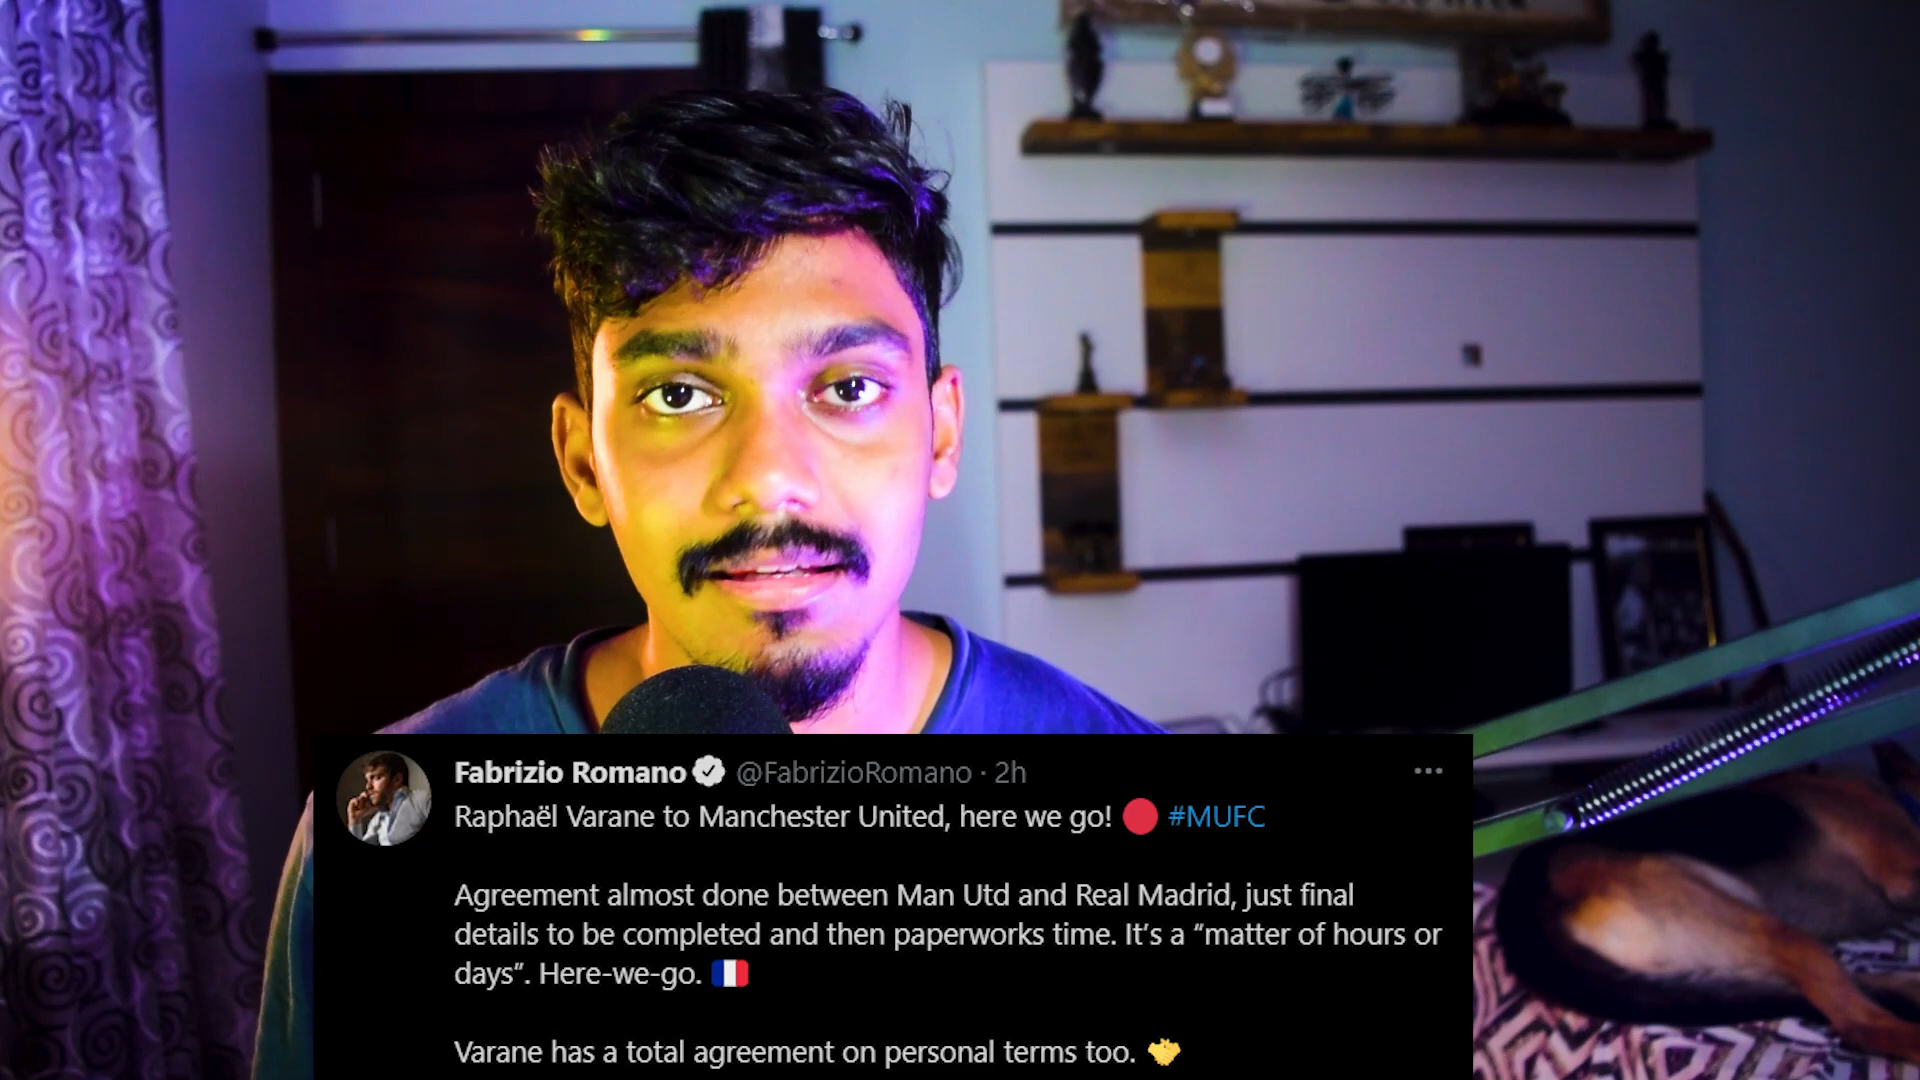 Fabrizio Romano @FabrizioRomano · 2h
Raphaël Varane to Manchester United, here we go! 🔴 #MUFC
Agreement almost done between Man Utd and Real Madrid, just final
details to be completed and then paperworks time. It’s a “matter of hours or
days”. Here-we-go. 🇫🇷
Varane has a total agreement on personal terms too. 🤝